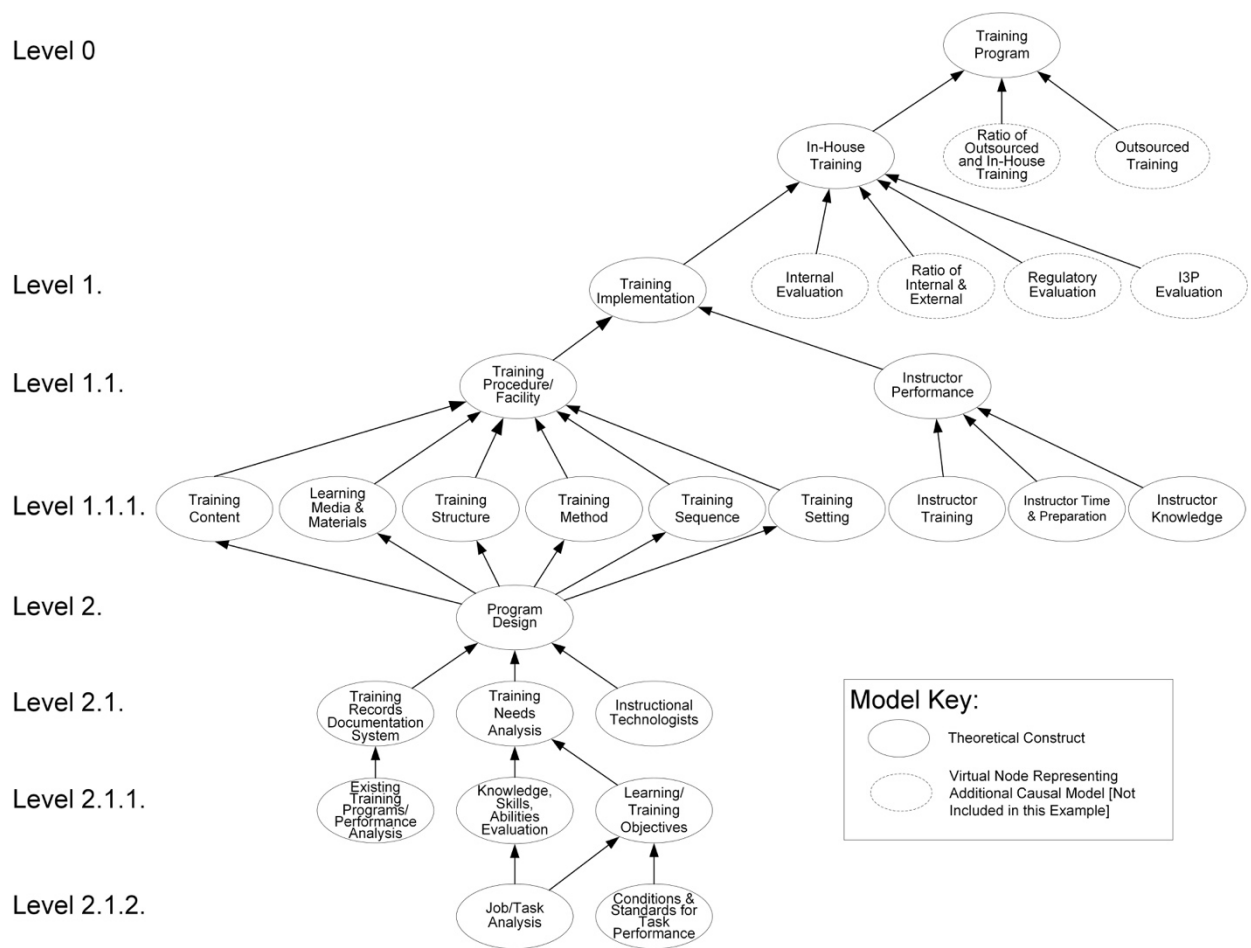 Level 0
Training
Program
In-House
Training
Ratio of
Outsourced
and In-House
Training
Outsourced
Training
Level 1.
Training
Implementation
Internal
Evaluation
Ratio of
Internal &
External
Regulatory
Evaluation
I3P
Evaluation
Level 1.1.
Training
Procedure/
Facility
Instructor
Performance
Level 1.1.1.
Training
Content
Learning
Media &
Materials
Training
Structure
Training
Method
Training
Sequence
Training
Setting
Instructor
Training
Instructor Time
& Preparation
Instructor
Knowledge
Level 2.
Program
Design
Level 2.1.
Training
Records
Documentation
System
Training
Needs
Analysis
Instructional
Technologists
Level 2.1.1.
Existing
Training
Programs/
Performance
Analysis
Knowledge,
Skills,
Abilities
Evaluation
Learning/
Training
Objectives
Level 2.1.2.
Job/Task
Analysis
Conditions &
Standards for
Task
Performance
Model Key:
Theoretical Construct
Virtual Node Representing
Additional Causal Model [Not
Included in this Example]